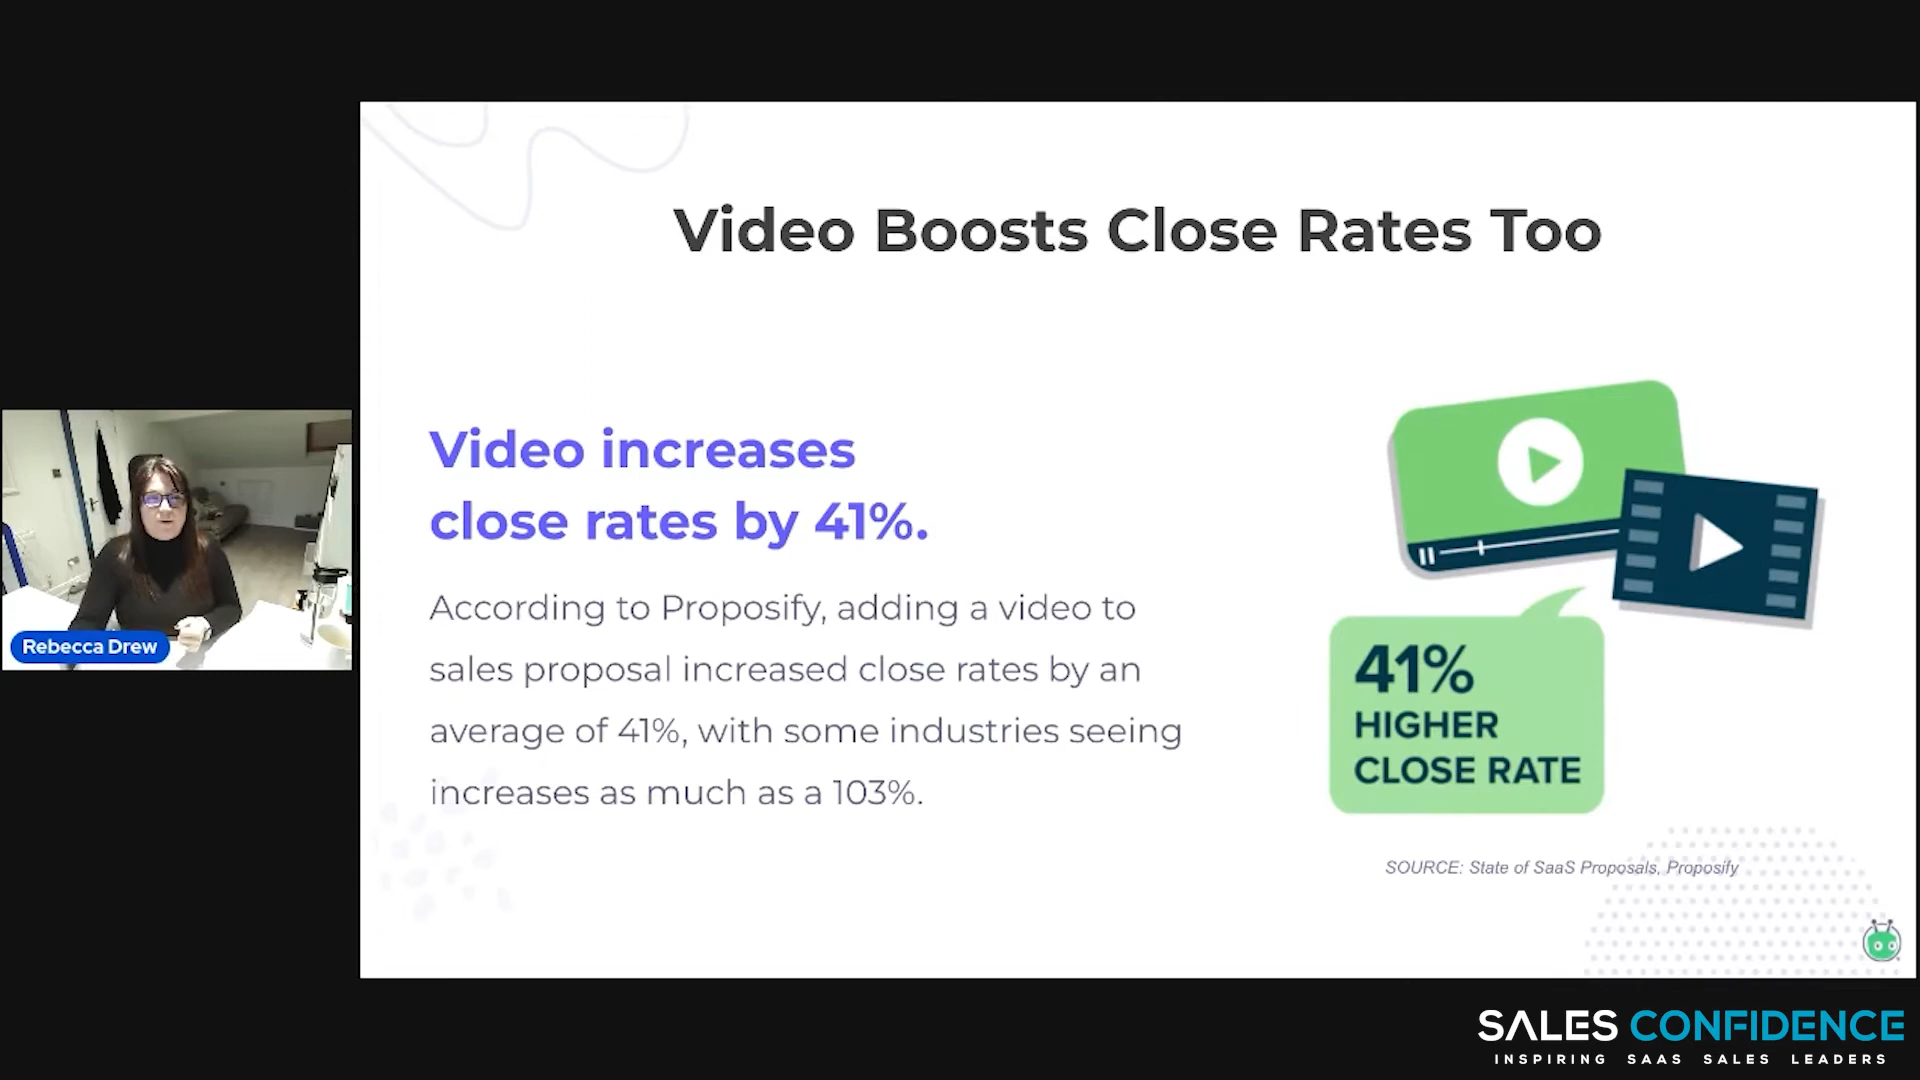 Video Boosts Close Rates Too
Video increases
close rates by 41%.
According to Proposify, adding a video to
sales proposal increased close rates by an
average of 41%, with some industries seeing
increases as much as a 103%.
41%
HIGHER
CLOSE RATE
SOURCE: State of SaaS Proposals, Proposify
Rebecca Drew
SALES CONFIDENCE
INSPIRING SAAS SALES LEADERS